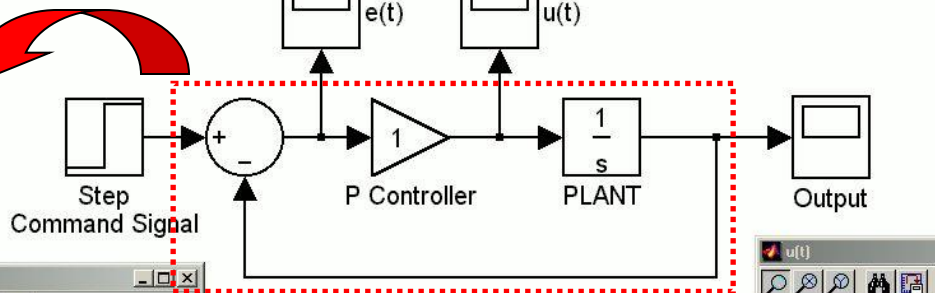 e(t)
u(t)
+
−
1
1
s
Step
Command Signal
P Controller
PLANT
Output
u(t)